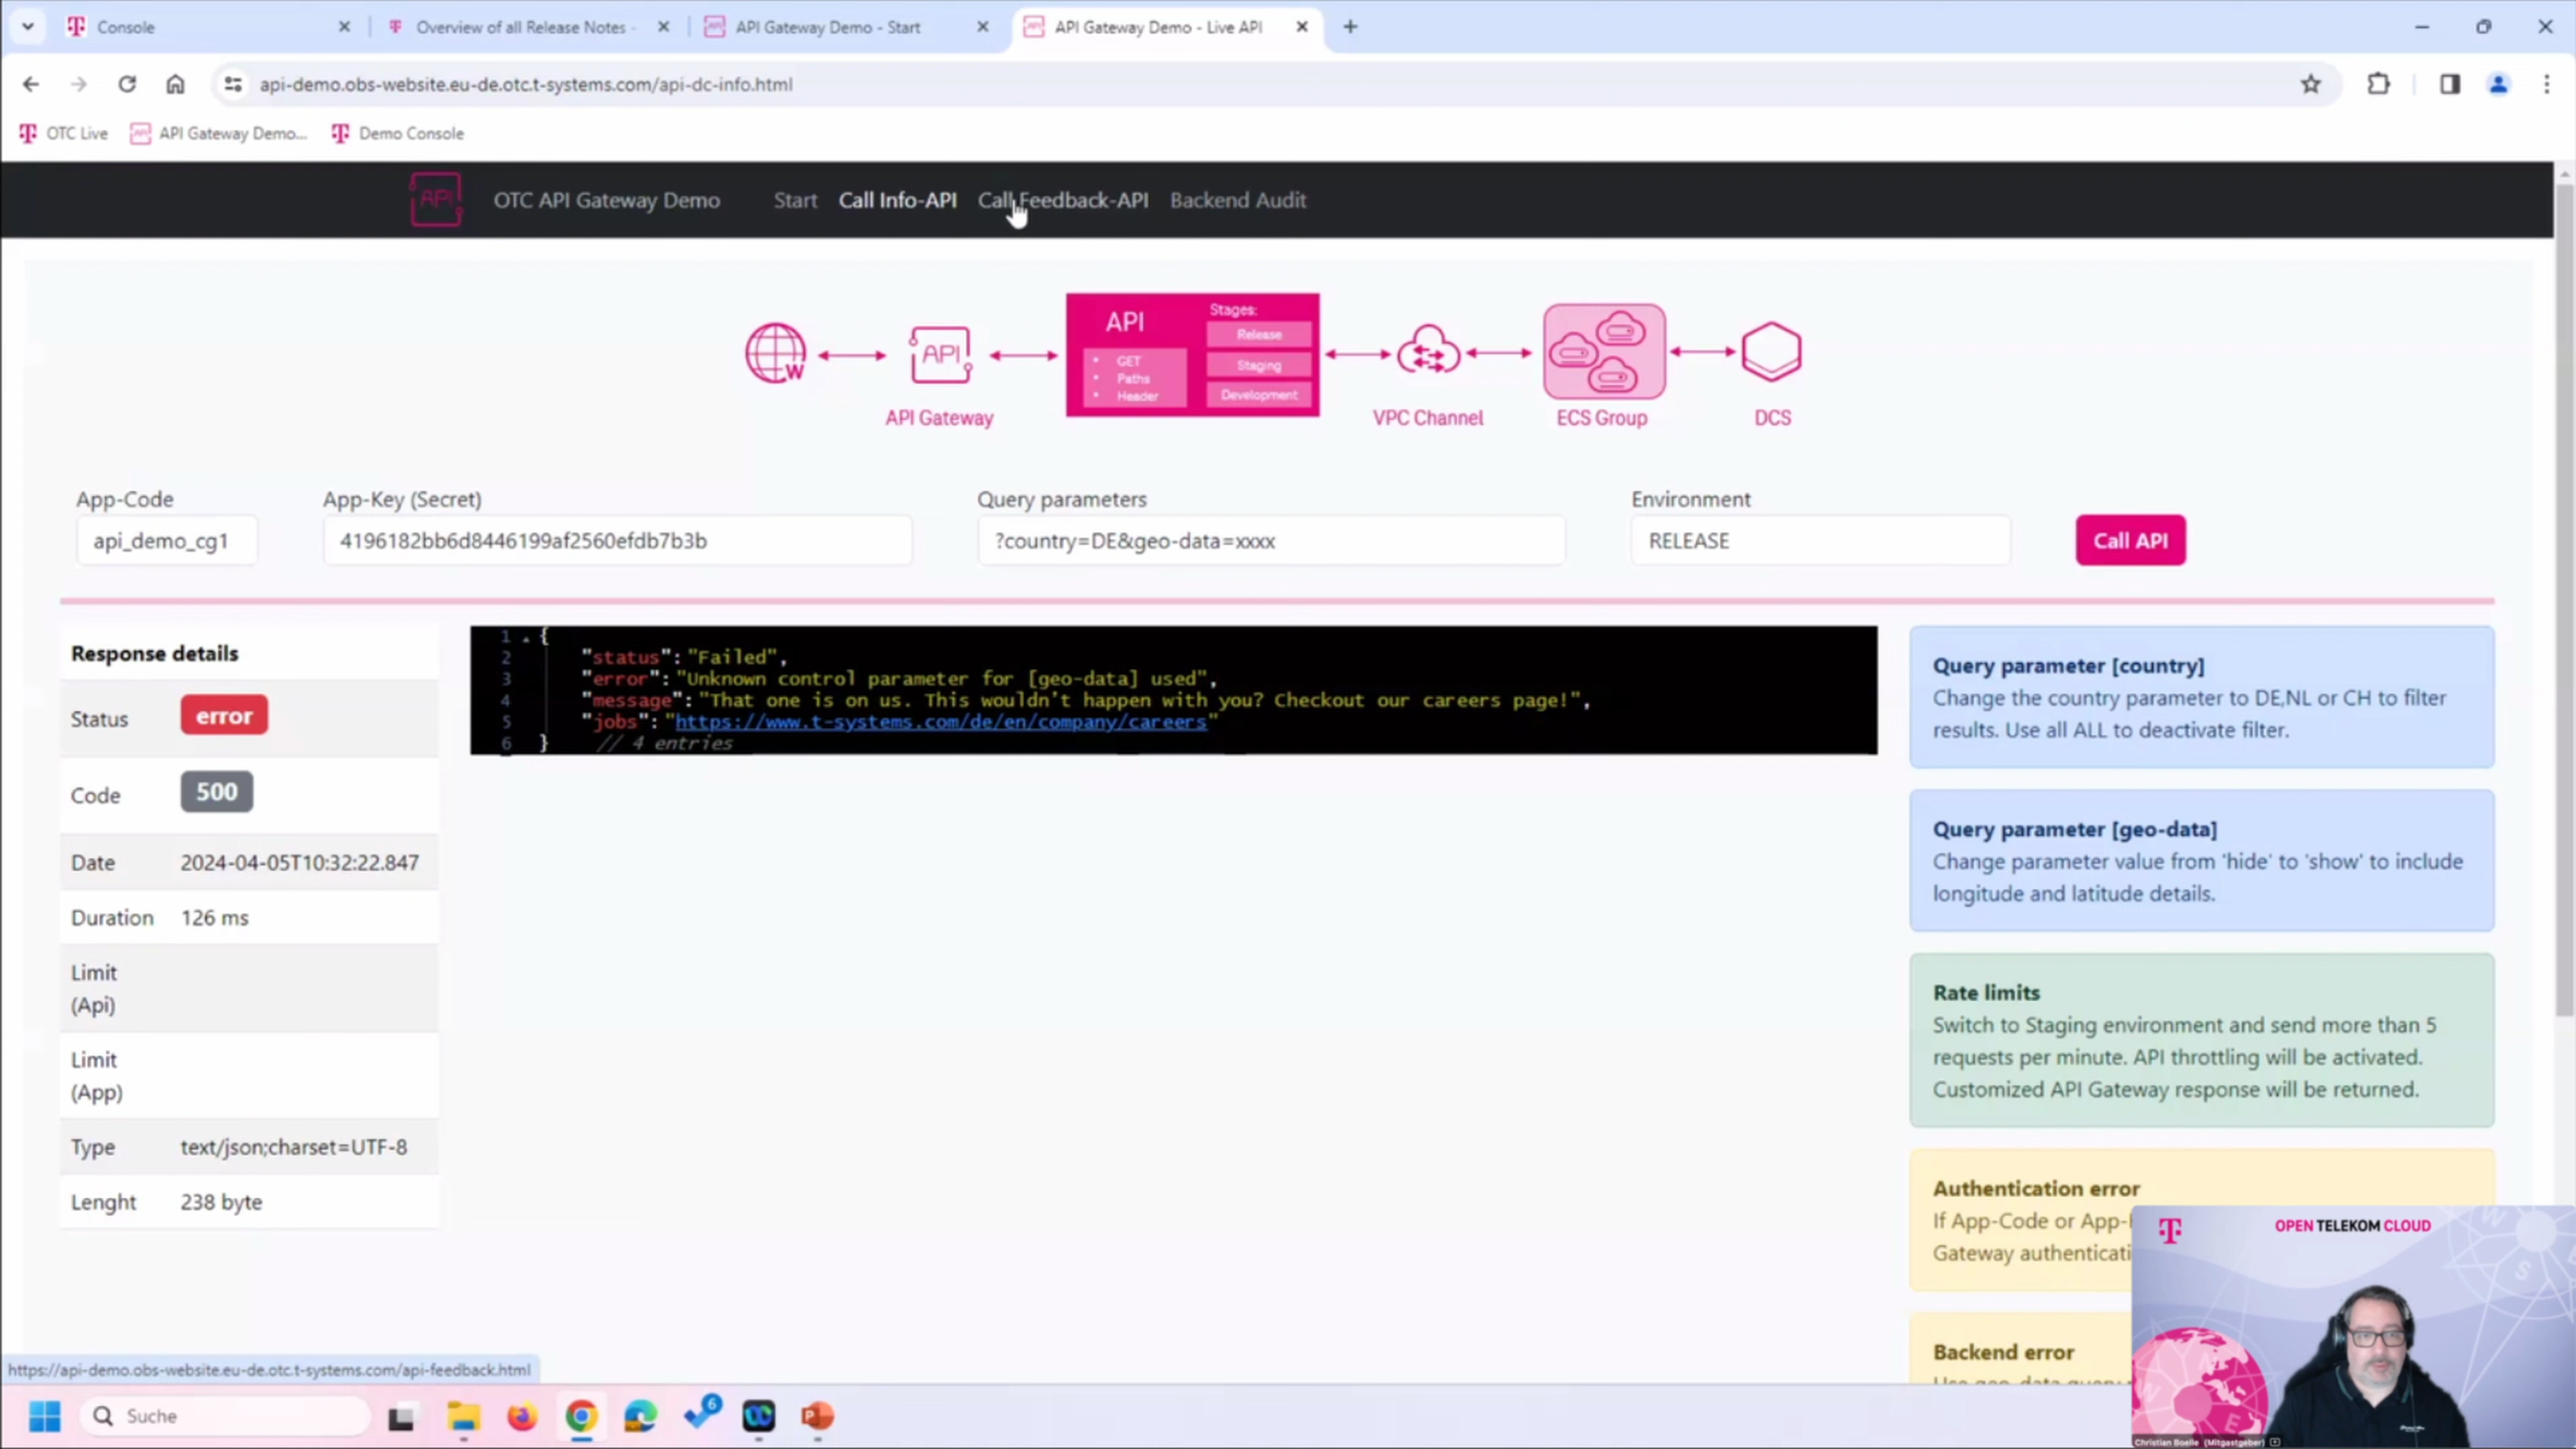 Console
Overview of all Release Notes -
API Gateway Demo - Start
API Gateway Demo - Live API
api-demo.obs-website.eu-de.otc.t-systems.com/api-dc-info.html
OTC Live
API Gateway Demo...
Demo Console
API
OTC API Gateway Demo
Start
Call Info-API
Call Feedback-API
Backend Audit
W
API
API Gateway
API
• GET
• Paths
• Header
Stages:
Release
Staging
Development
VPC Channel
ECS Group
DCS
App-Code
api_demo_cg1
App-Key (Secret)
4196182bb6d8446199af2560efdb7b3b
Query parameters
?country=DE&geo-data=xxxx
Environment
RELEASE
Call API
Response details
Status error
Code 500
Date 2024-04-05T10:32:22.847
Duration 126 ms
Limit
(Api)
Limit
(App)
Type text/json;charset=UTF-8
Lenght 238 byte
1 {
2 "status": "Failed",
3 "error": "Unknown control parameter for [geo-data] used",
4 "message": "That one is on us. This wouldn't happen with you? Checkout our careers page!",
5 "jobs": "https://www.t-systems.com/de/en/company/careers"
6 } // 4 entries
Query parameter [country]
Change the country parameter to DE,NL or CH to filter
results. Use all ALL to deactivate filter.
Query parameter [geo-data]
Change parameter value from 'hide' to 'show' to include
longitude and latitude details.
Rate limits
Switch to Staging environment and send more than 5
requests per minute. API throttling will be activated.
Customized API Gateway response will be returned.
Authentication error
If App-Code or App-
Gateway authenticati
Backend error
OPEN TELEKOM CLOUD
W
S
E
Christian Boelle (Mitgastgeber)
https://api-demo.obs-website.eu-de.otc.t-systems.com/api-feedback.html
Suche
6